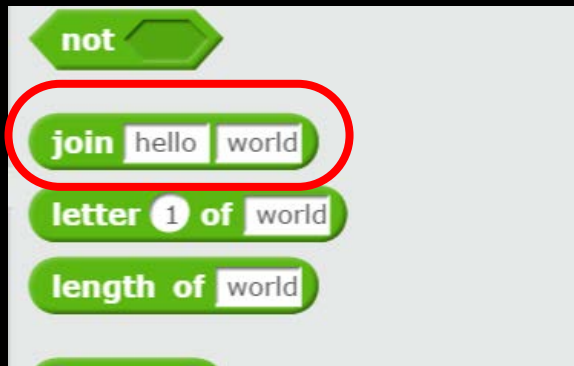 not
join hello world
letter 1 of world
length of world